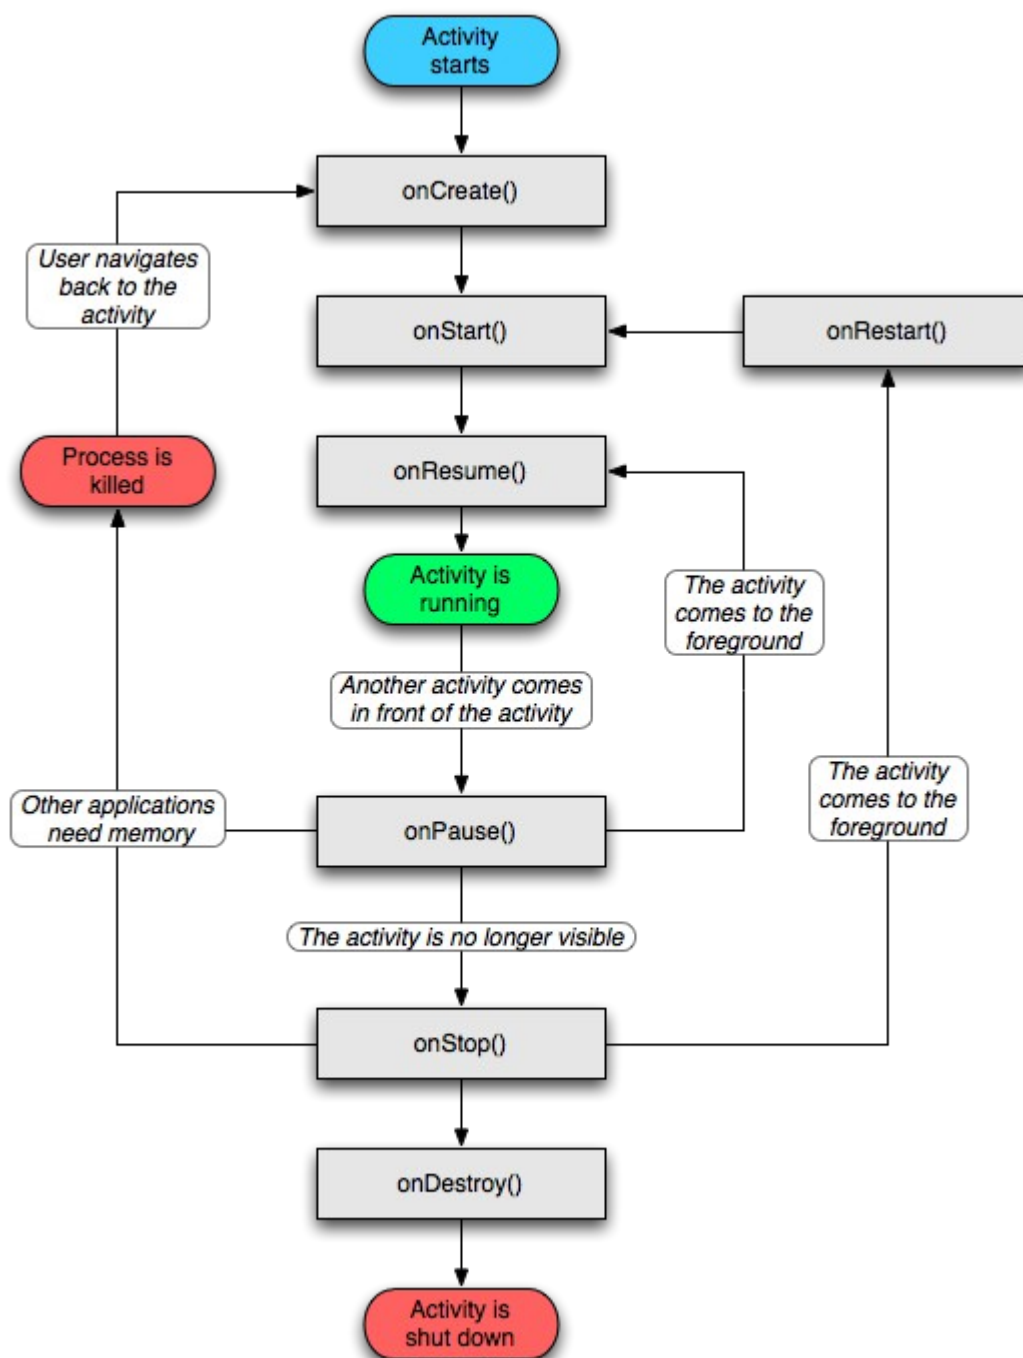 Activity
starts
onCreate()
User navigates
back to the
activity
onStart()
onRestart()
Process is
killed
onResume()
Activity is
running
The activity
comes to the
foreground
Another activity comes
in front of the activity
The activity
comes to the
foreground
Other applications
need memory
onPause()
The activity is no longer visible
onStop()
onDestroy()
Activity is
shut down